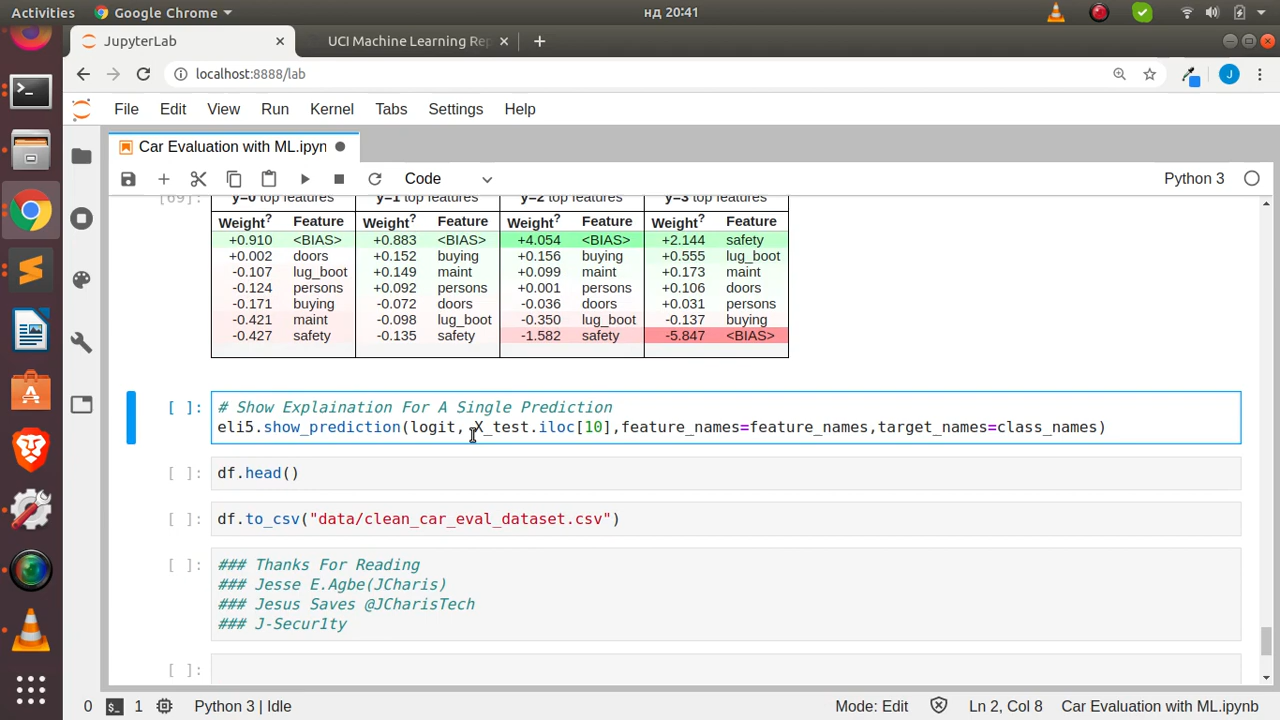 Activities Google Chrome нд 20:41
JupyterLab UCI Machine Learning Rep
localhost:8888/lab J
File Edit View Run Kernel Tabs Settings Help
Car Evaluation with ML.ipyn
Code Python 3
[69]: y=0 top features y=1 top features y=2 top features y=3 top features
Weight? Feature Weight? Feature Weight? Feature Weight? Feature
+0.910 <BIAS> +0.883 <BIAS> +4.054 <BIAS> +2.144 safety
+0.002 doors +0.152 buying +0.156 buying +0.555 lug_boot
-0.107 lug_boot +0.149 maint +0.099 maint +0.173 maint
-0.124 persons +0.092 persons +0.001 persons +0.106 doors
-0.171 buying -0.072 doors -0.036 doors +0.031 persons
-0.421 maint -0.098 lug_boot -0.350 lug_boot -0.137 buying
-0.427 safety -0.135 safety -1.582 safety -5.847 <BIAS>
[ ]: # Show Explaination For A Single Prediction
eli5.show_prediction(logit, X_test.iloc[10],feature_names=feature_names,target_names=class_names)
[ ]: df.head()
[ ]: df.to_csv("data/clean_car_eval_dataset.csv")
[ ]: ### Thanks For Reading
### Jesse E.Agbe(JCharis)
### Jesus Saves @JCharisTech
### J-Secur1ty
[ ]:
0 1 Python 3 | Idle Mode: Edit Ln 2, Col 8 Car Evaluation with ML.ipynb